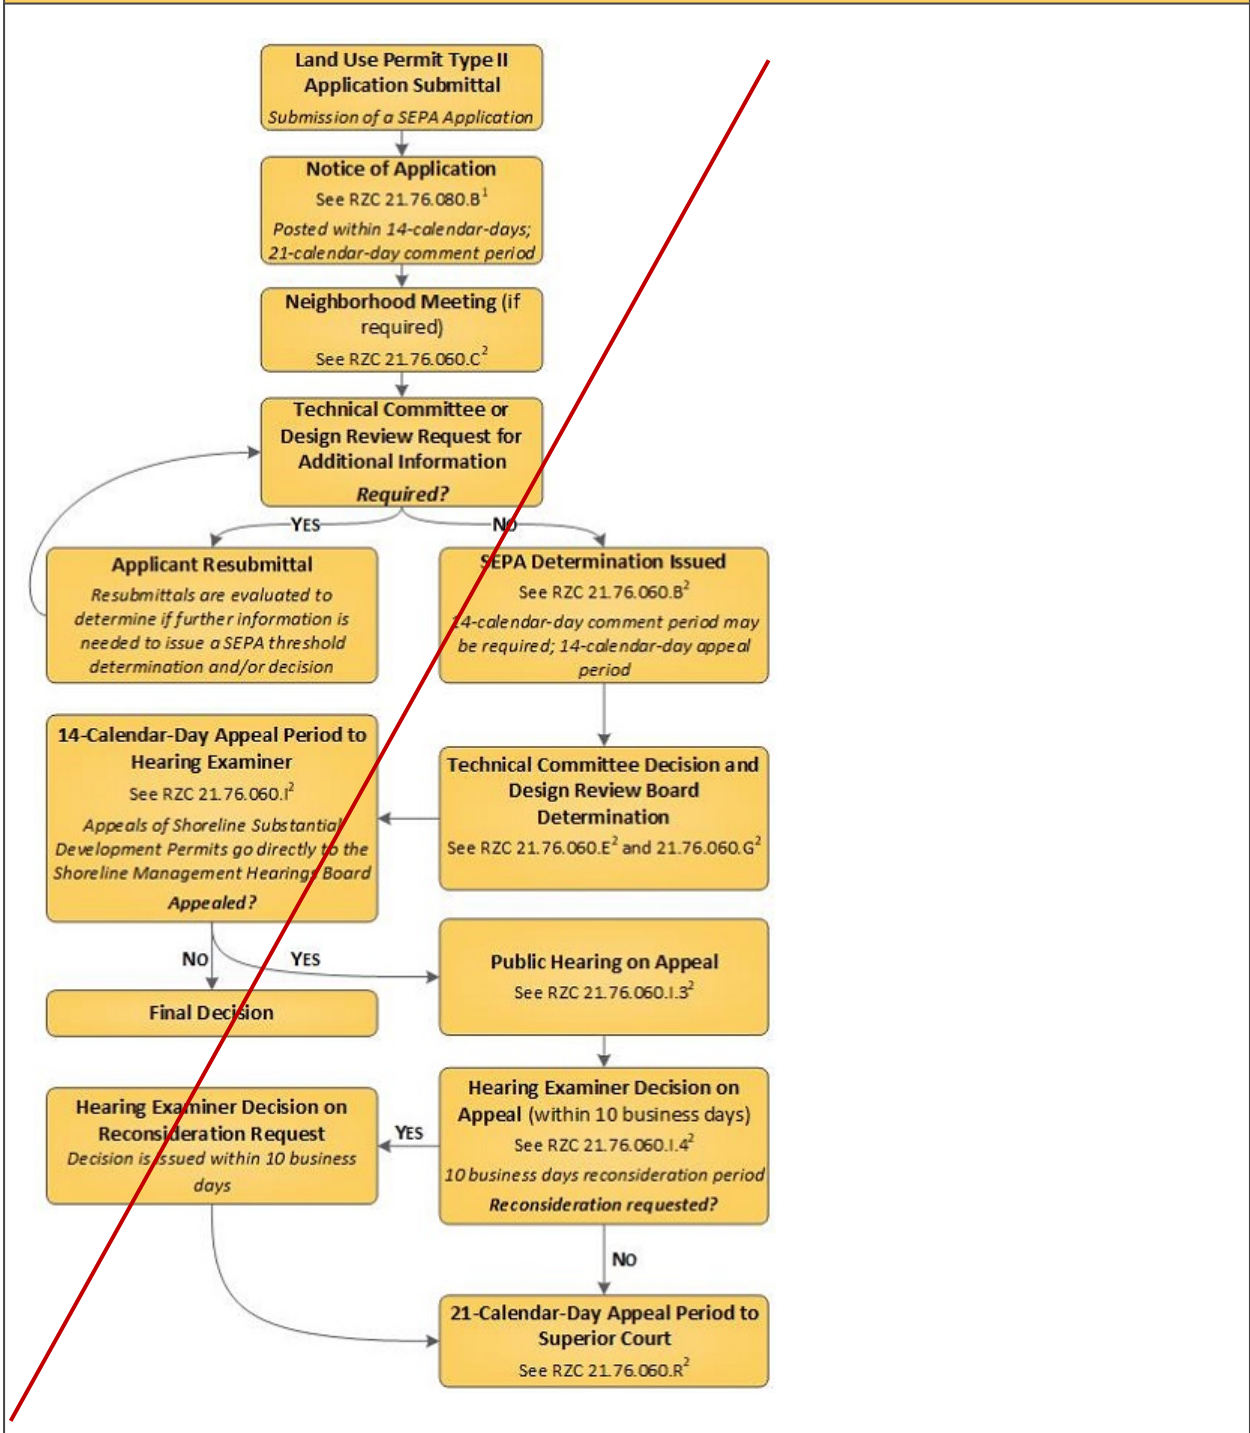 Land Use Permit Type II
Application Submittal
Submission of a SEPA Application
Notice of Application
See RZC 21.76.080.B1
Posted within 14-calendar-days;
21-calendar-day comment period
Neighborhood Meeting (if
required)
See RZC 21.76.060.C2
Technical Committee or
Design Review Request for
Additional Information
Required?
YES
NO
Applicant Resubmittal
Resubmittals are evaluated to
determine if further information is
needed to issue a SEPA threshold
determination and/or decision
SEPA Determination Issued
See RZC 21.76.060.B2
14-calendar-day comment period may
be required; 14-calendar-day appeal
period
14-Calendar-Day Appeal Period to
Hearing Examiner
See RZC 21.76.060.I2
Appeals of Shoreline Substantial
Development Permits go directly to the
Shoreline Management Hearings Board
Appealed?
Technical Committee Decision and
Design Review Board
Determination
See RZC 21.76.060.E2 and 21.76.060.G2
NO
YES
Public Hearing on Appeal
See RZC 21.76.060.I.32
Final Decision
Hearing Examiner Decision on
Appeal (within 10 business days)
See RZC 21.76.060.I.42
10 business days reconsideration period
Reconsideration requested?
YES
Hearing Examiner Decision on
Reconsideration Request
Decision is issued within 10 business
days
NO
21-Calendar-Day Appeal Period to
Superior Court
See RZC 21.76.060.R2